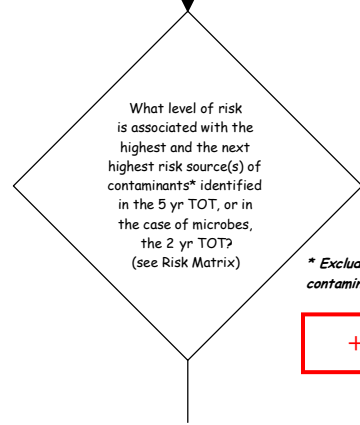 What level of risk
is associated with the
highest and the next
highest risk source(s) of
contaminants* identified
in the 5 yr TOT, or in
the case of microbes,
the 2 yr TOT?
(see Risk Matrix)
* Exclu
contami
+